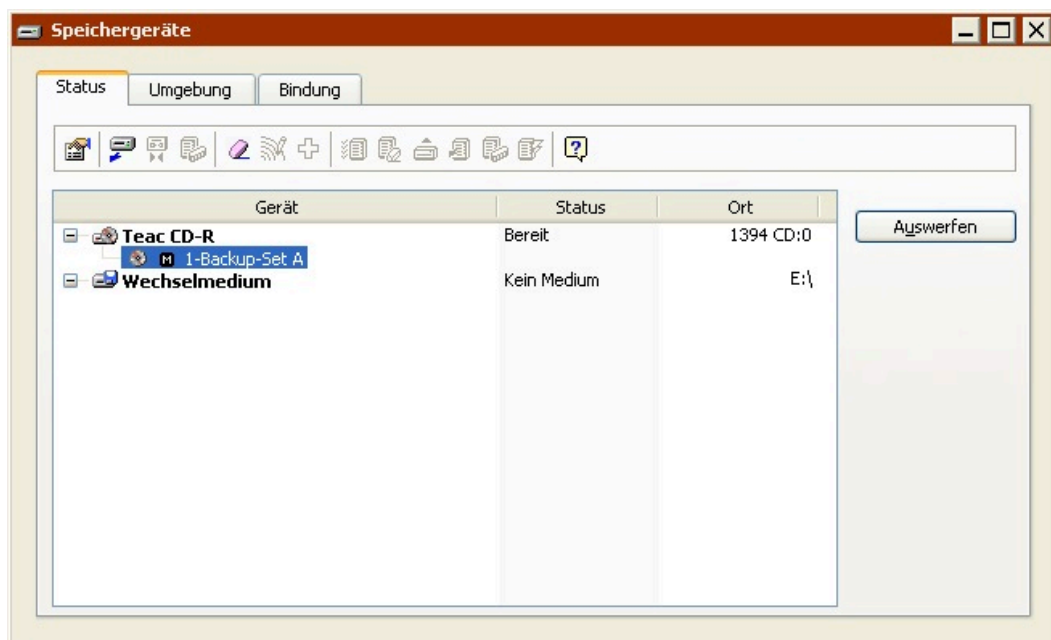 Speichergeräte
Status Umgebung Bindung
Gerät Status Ort
Teac CD-R Bereit 1394 CD:0
M 1-Backup-Set A
Wechselmedium Kein Medium E:\
Auswerfen